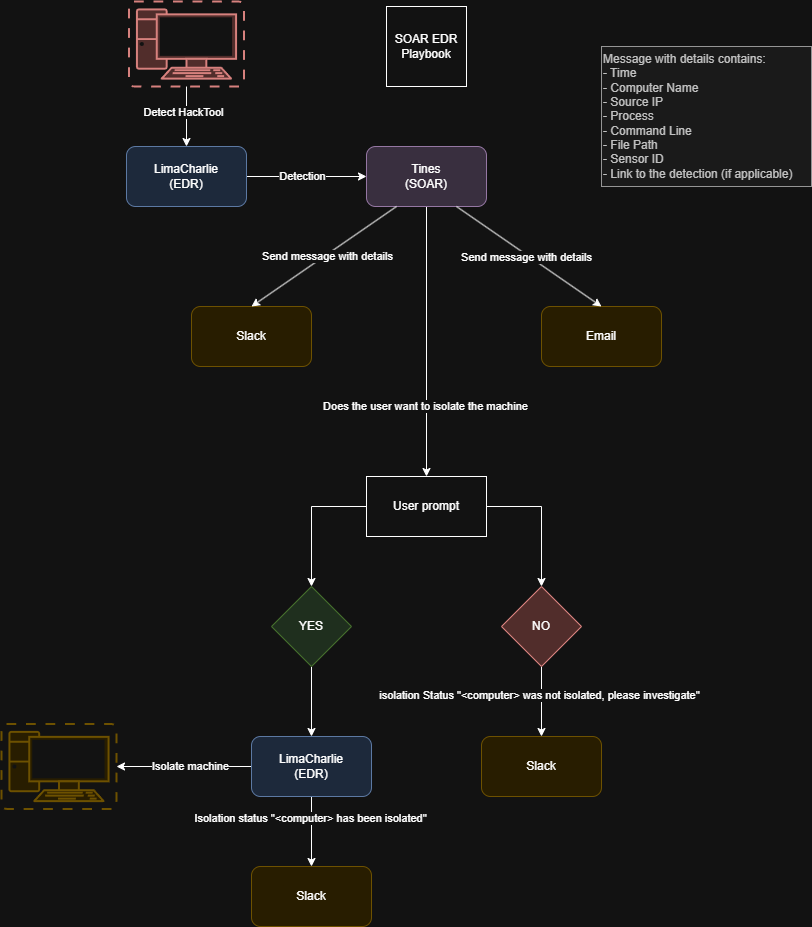 SOAR EDR
Playbook
Message with details contains:
- Time
- Computer Name
- Source IP
- Process
- Command Line
- File Path
- Sensor ID
- Link to the detection (if applicable)
Detect HackTool
LimaCharlie
(EDR)
Detection
Tines
(SOAR)
Send message with details
Send message with details
Slack
Email
Does the user want to isolate the machine
User prompt
YES
NO
isolation Status "<computer> was not isolated, please investigate"
Isolate machine
LimaCharlie
(EDR)
Slack
Isolation status "<computer> has been isolated"
Slack